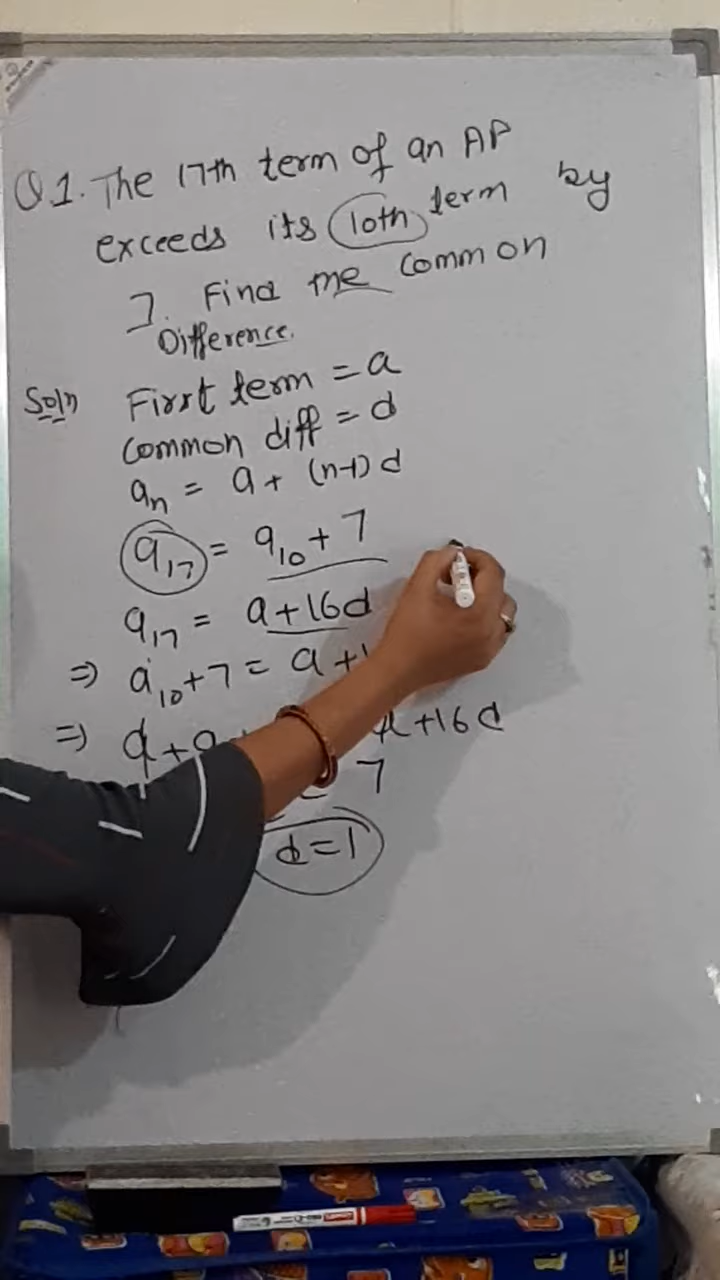 Q1. The 17th term of an AP
exceeds its 10th term by
7. Find the common
Difference.
Soln First term = a
common diff = d
aₙ = a + (n-1) d
a₁₇ = a₁₀ + 7
a₁₇ = a + 16d
⇒ a₁₀ + 7 = a +
⇒ a + 9 a + 16d
= 7
d = 1